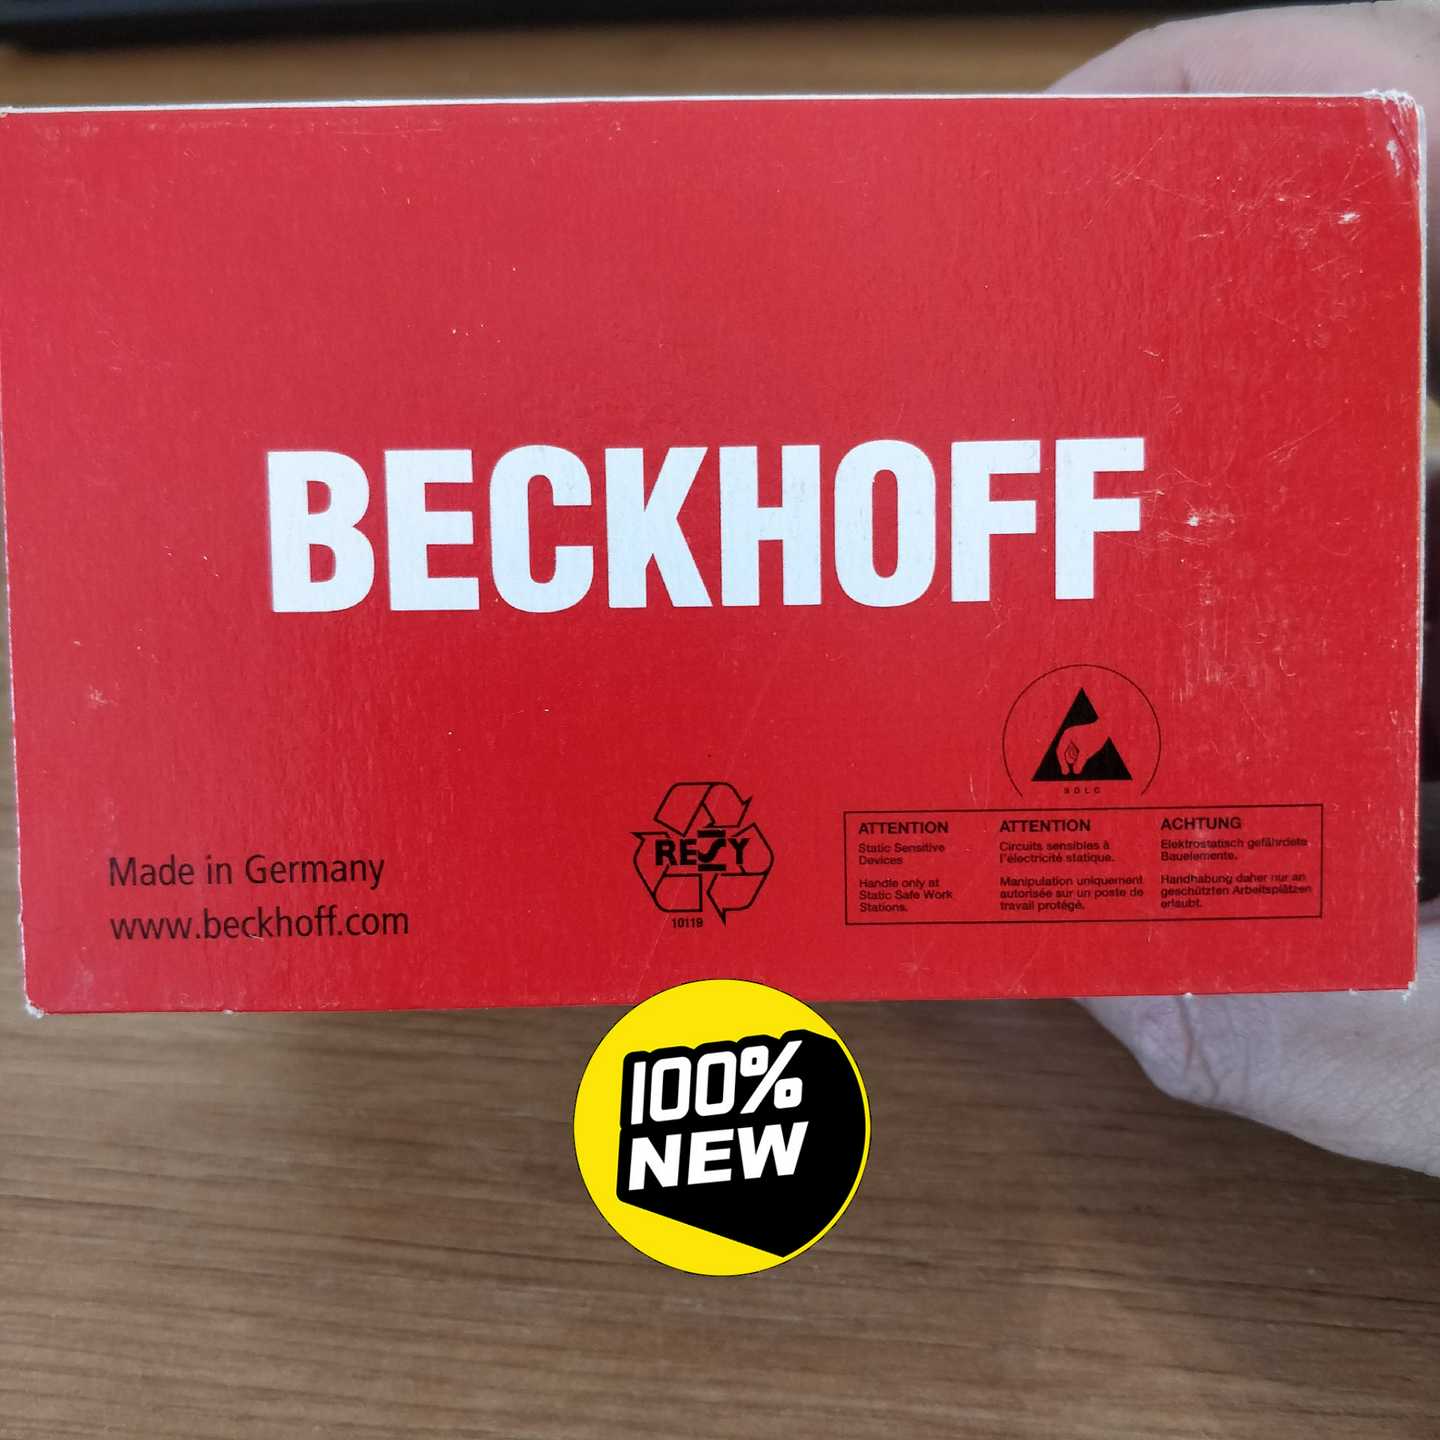 BECKHOFF
Made in Germany
www.beckhoff.com
RESY
10119
ATTENTION
Static Sensitive
Devices
Handle only at
Static Safe Work
Stations.
ATTENTION
Circuits sensibles à
l'électricité statique.
Manipulation uniquement
autorisée sur un poste de
travail protégé.
ACHTUNG
Elektrostatisch gefährdete
Bauelemente.
Handhabung daher nur an
geschützten Arbeitsplätzen
erlaubt.
100%
NEW